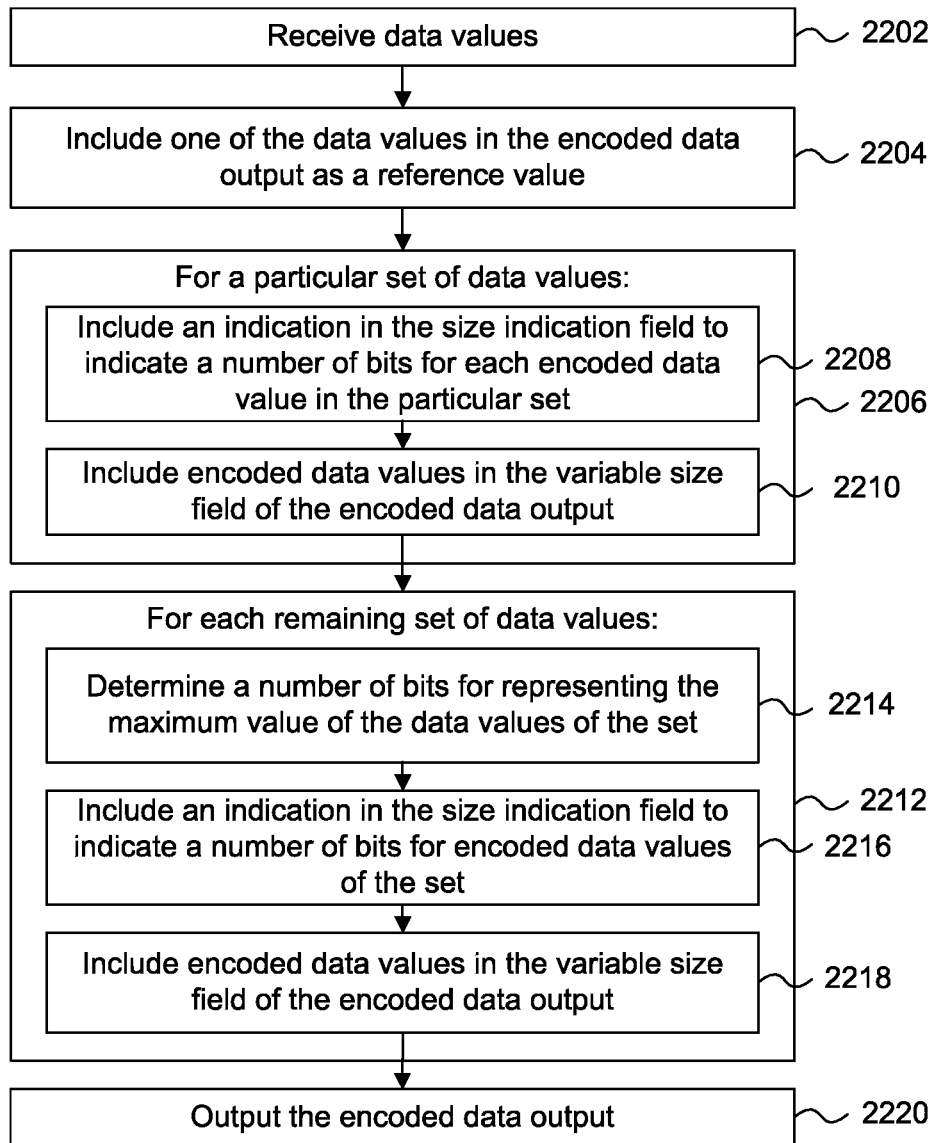 Receive data values
2202
Include one of the data values in the encoded data
output as a reference value
2204
For a particular set of data values:
Include an indication in the size indication field to
indicate a number of bits for each encoded data
value in the particular set
2208
2206
Include encoded data values in the variable size
field of the encoded data output
2210
For each remaining set of data values:
Determine a number of bits for representing the
maximum value of the data values of the set
2214
2212
Include an indication in the size indication field to
indicate a number of bits for encoded data values
of the set
2216
Include encoded data values in the variable size
field of the encoded data output
2218
Output the encoded data output
2220